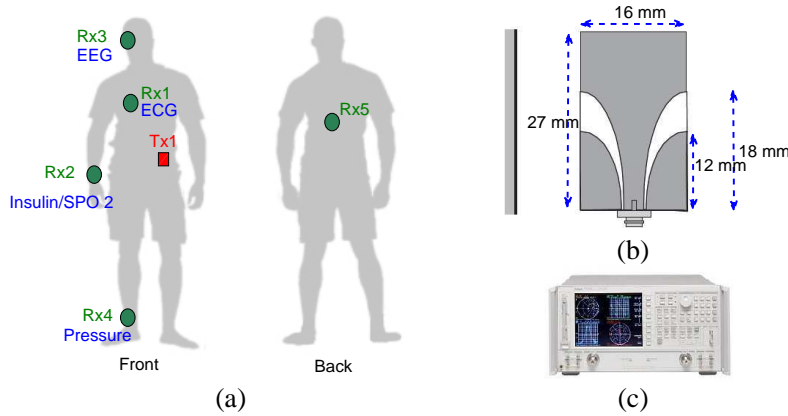 Rx3
EEG
Rx1
ECG
Tx1
Rx2
Insulin/SPO 2
Rx4
Pressure
Front
Rx5
Back
(a)
16 mm
27 mm
12 mm
18 mm
(b)
(c)